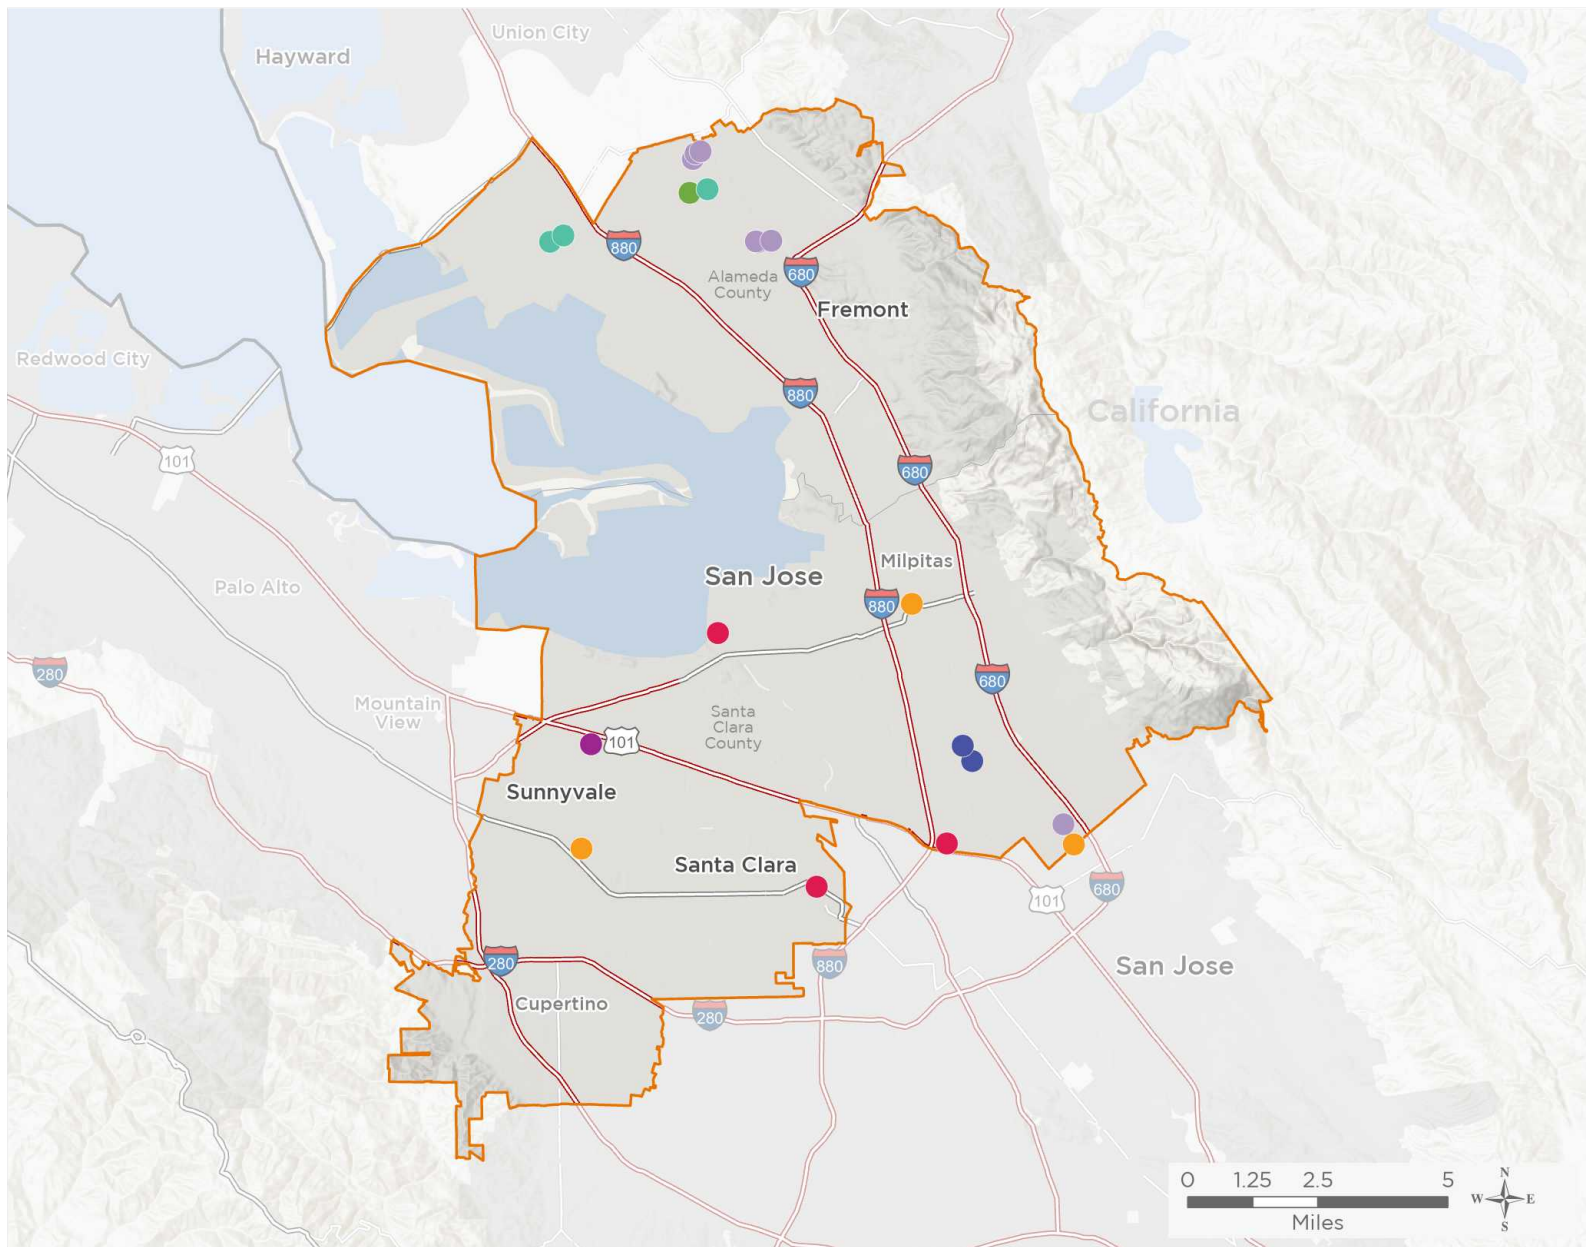 Union City
Hayward
880
Alameda
County
680
Fremont
Redwood City
880
California
101
680
Milpitas
San Jose
Palo Alto
880
280
680
Mountain
View
Santa
Clara
County
101
Sunnyvale
Santa Clara
680
101
280
880
San Jose
Cupertino
280
0 1.25 2.5 5
Miles
N
W E
S